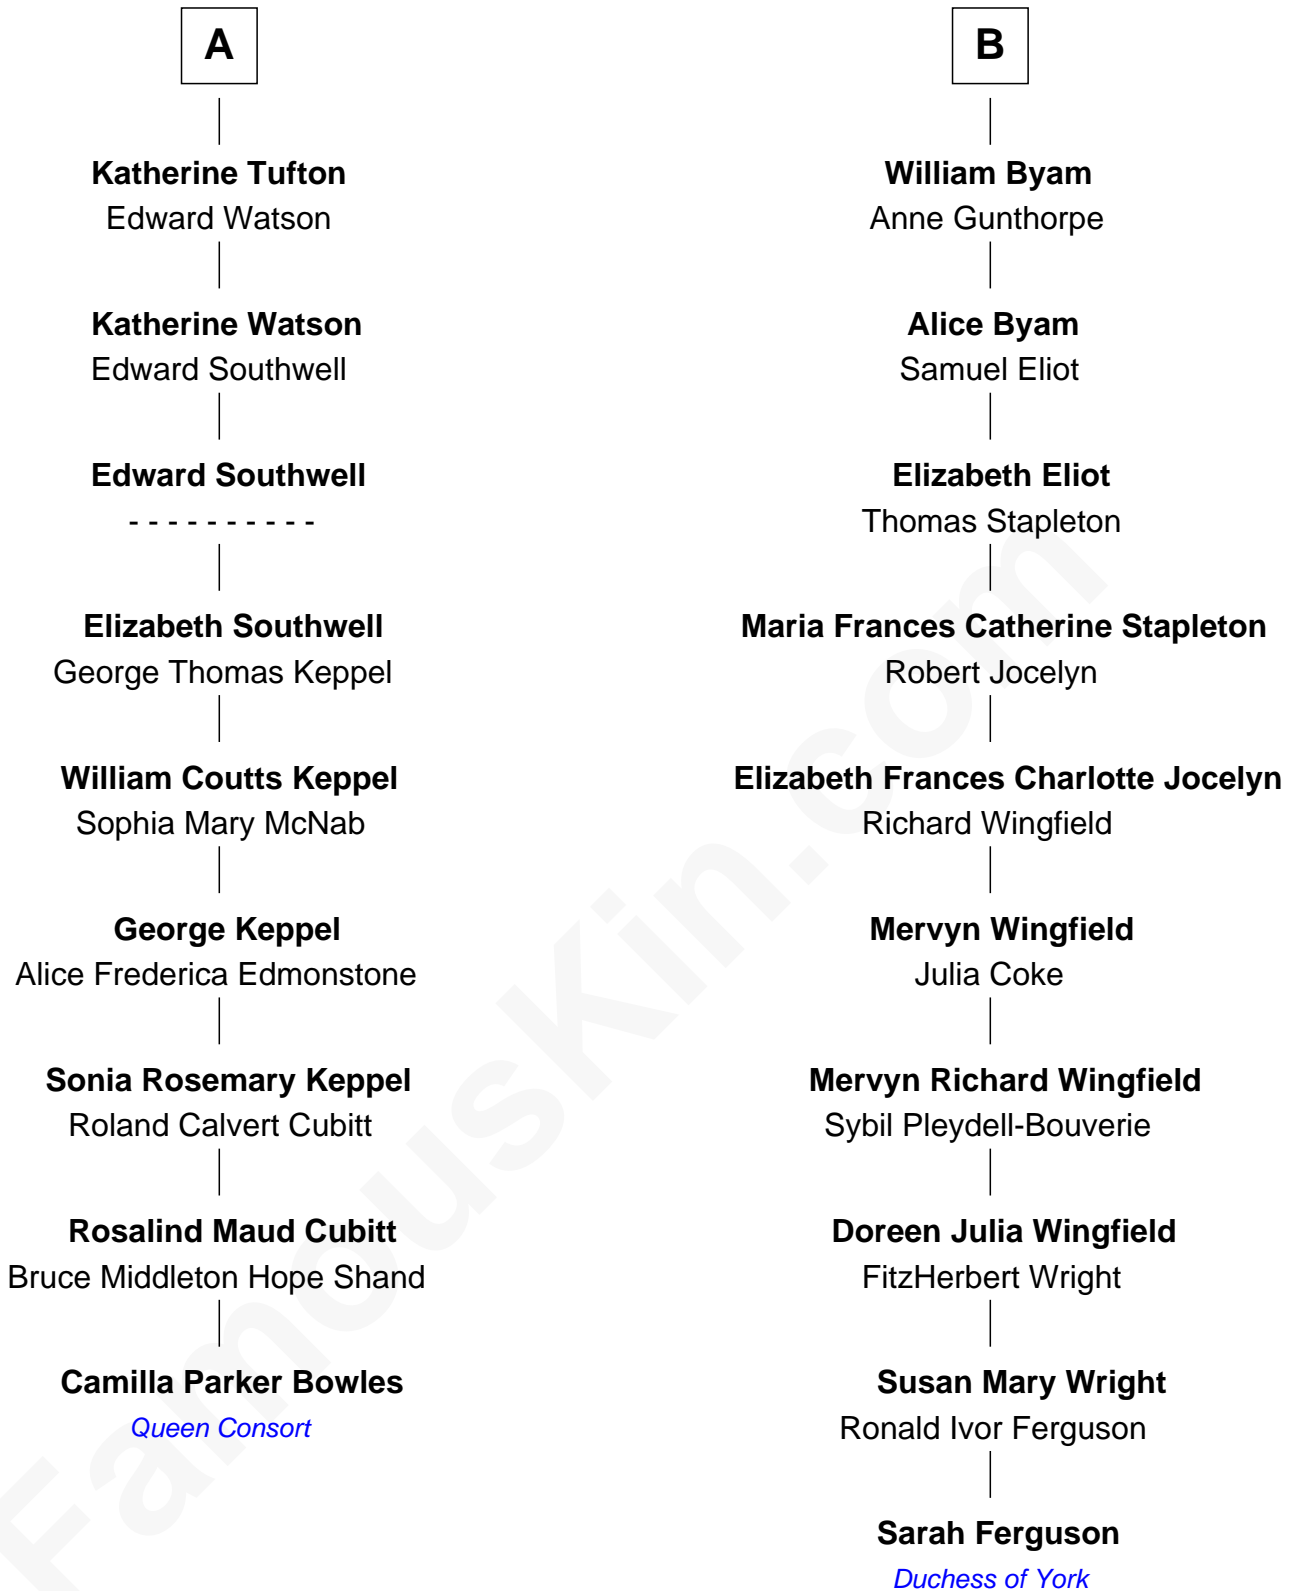 A
Katherine Tufton
Edward Watson
Katherine Watson
Edward Southwell
Edward Southwell
- - - - - - - - - -
Elizabeth Southwell
George Thomas Keppel
William Coutts Keppel
Sophia Mary McNab
George Keppel
Alice Frederica Edmonstone
Sonia Rosemary Keppel
Roland Calvert Cubitt
Rosalind Maud Cubitt
Bruce Middleton Hope Shand
Camilla Parker Bowles
Queen Consort
B
William Byam
Anne Gunthorpe
Alice Byam
Samuel Eliot
Elizabeth Eliot
Thomas Stapleton
Maria Frances Catherine Stapleton
Robert Jocelyn
Elizabeth Frances Charlotte Jocelyn
Richard Wingfield
Mervyn Wingfield
Julia Coke
Mervyn Richard Wingfield
Sybil Pleydell-Bouverie
Doreen Julia Wingfield
FitzHerbert Wright
Susan Mary Wright
Ronald Ivor Ferguson
Sarah Ferguson
Duchess of York
FamousKin.com